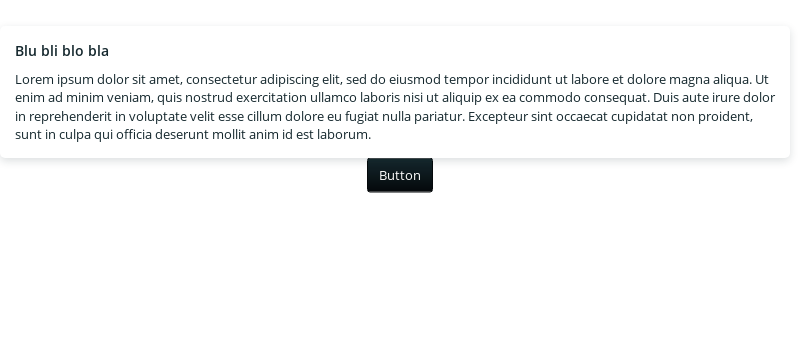 Blu bli blo bla
Lorem ipsum dolor sit amet, consectetur adipiscing elit, sed do eiusmod tempor incididunt ut labore et dolore magna aliqua. Ut
enim ad minim veniam, quis nostrud exercitation ullamco laboris nisi ut aliquip ex ea commodo consequat. Duis aute irure dolor
in reprehenderit in voluptate velit esse cillum dolore eu fugiat nulla pariatur. Excepteur sint occaecat cupidatat non proident,
sunt in culpa qui officia deserunt mollit anim id est laborum.
Button